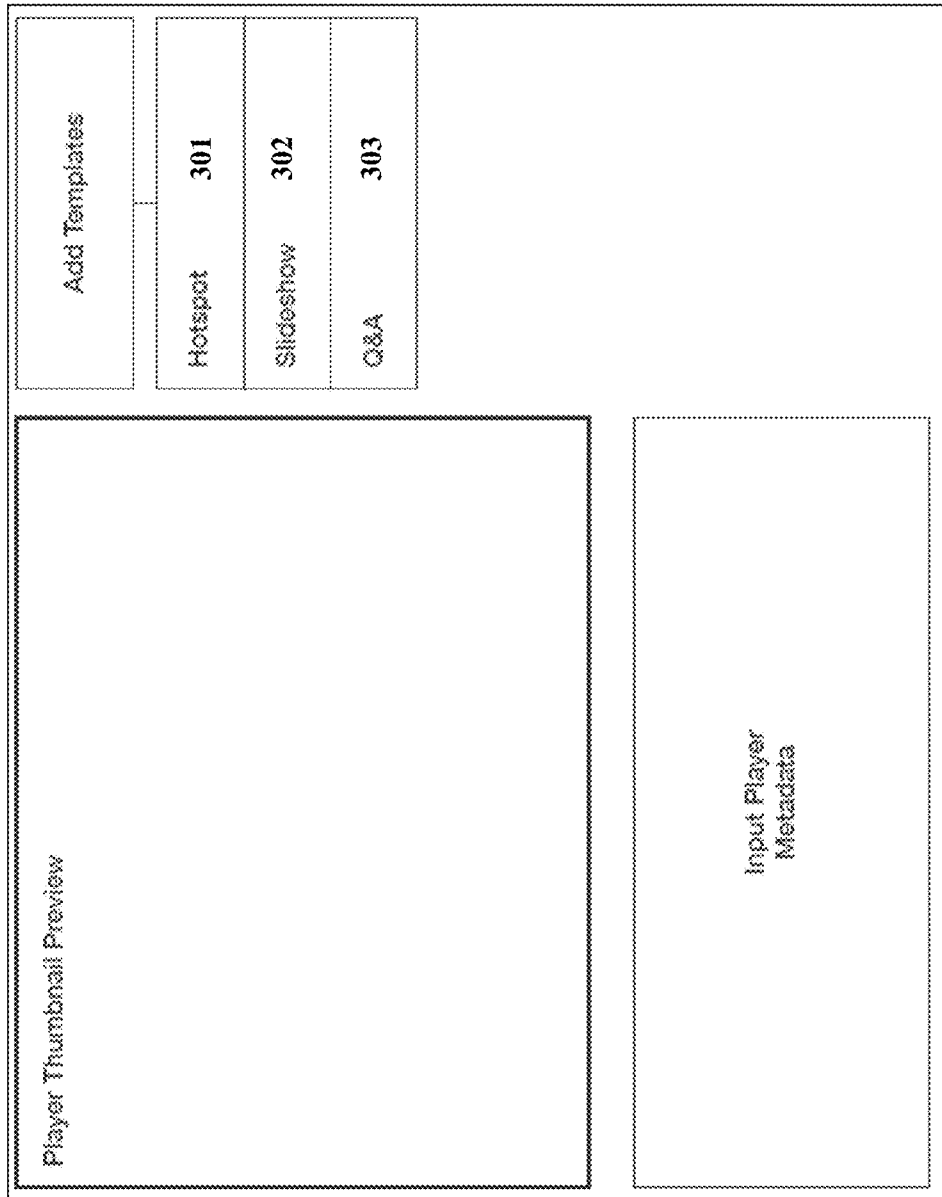 Player Thumbnail Preview
Add Templates
Hotspot 301
Slideshow 302
Q&A 303
Input Player
Metadata